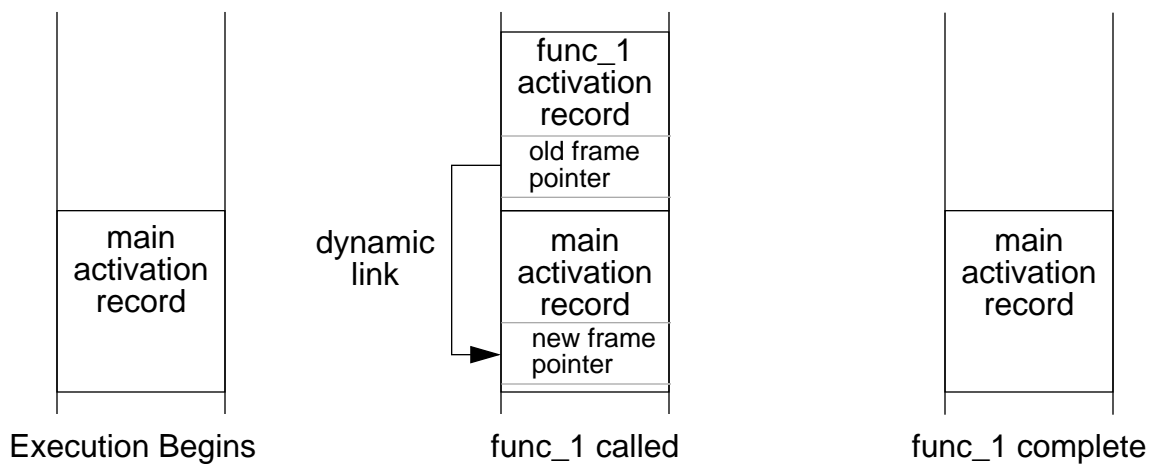 main
activation
record
Execution Begins
func_1
activation
record
old frame
pointer
dynamic
link
main
activation
record
new frame
pointer
func_1 called
main
activation
record
func_1 complete